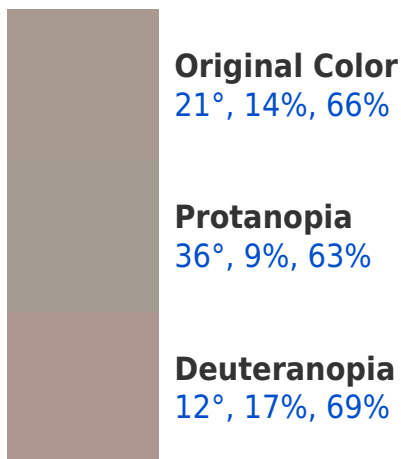 Original Color
21°, 14%, 66%
Protanopia
36°, 9%, 63%
Deuteranopia
12°, 17%, 69%